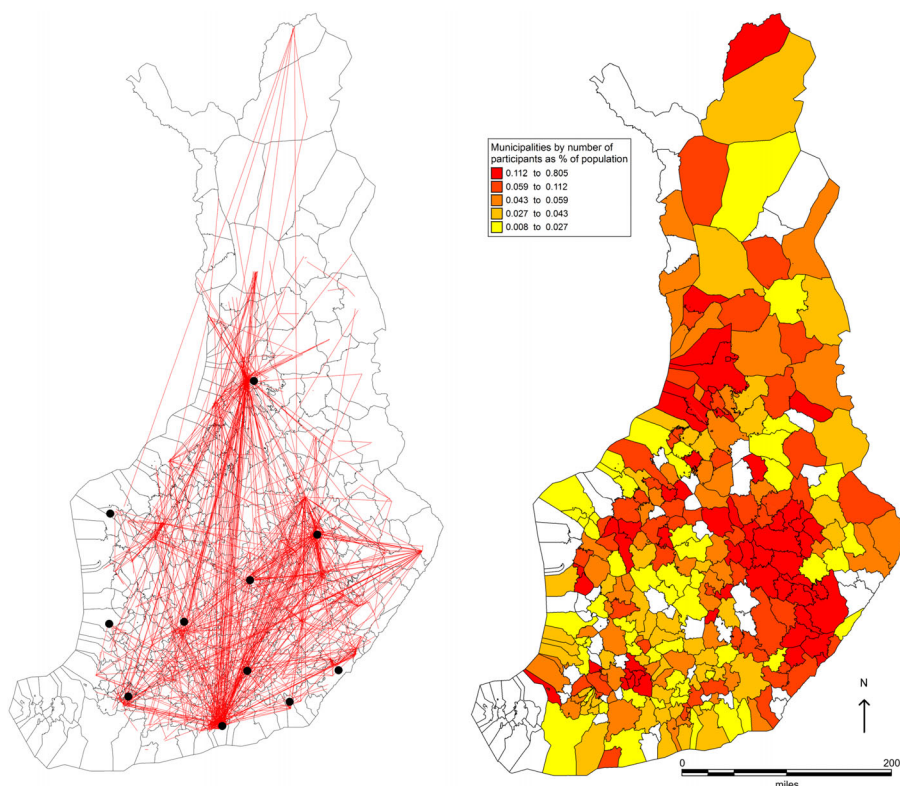 Municipalities by number of
participants as % of population
0.112 to 0.805
0.059 to 0.112
0.043 to 0.059
0.027 to 0.043
0.008 to 0.027
N
0 200
miles